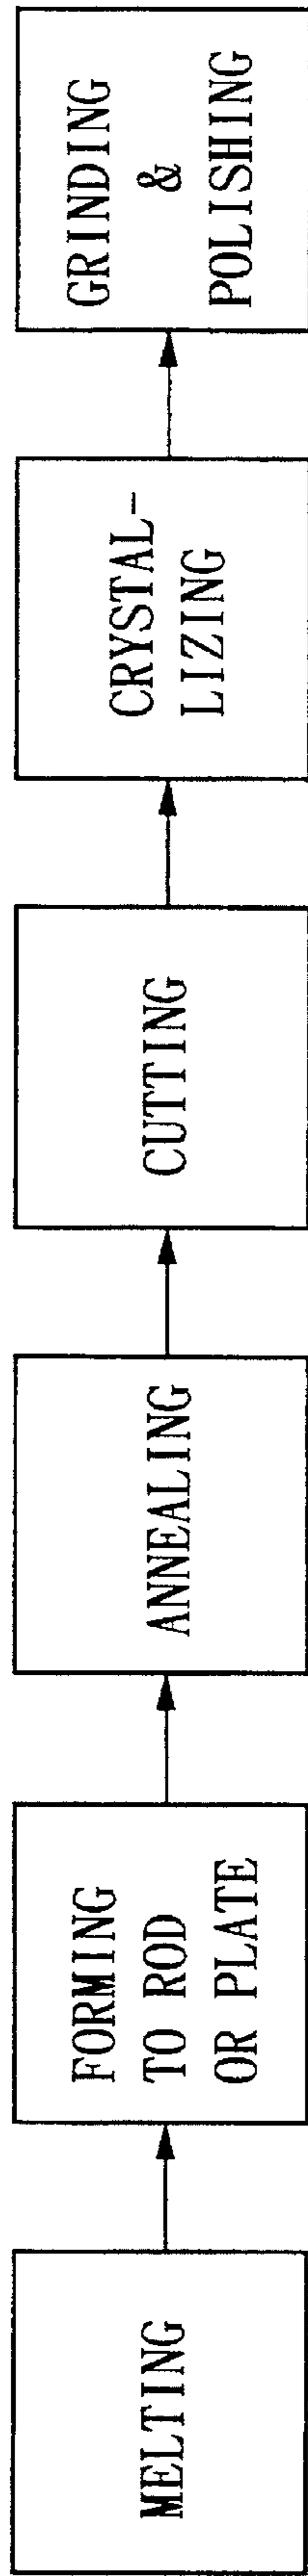 MELTING
FORMING
TO ROD
OR PLATE
ANNEALING
CUTTING
CRYSTAL-
LIZING
GRINDING
&
POLISHING